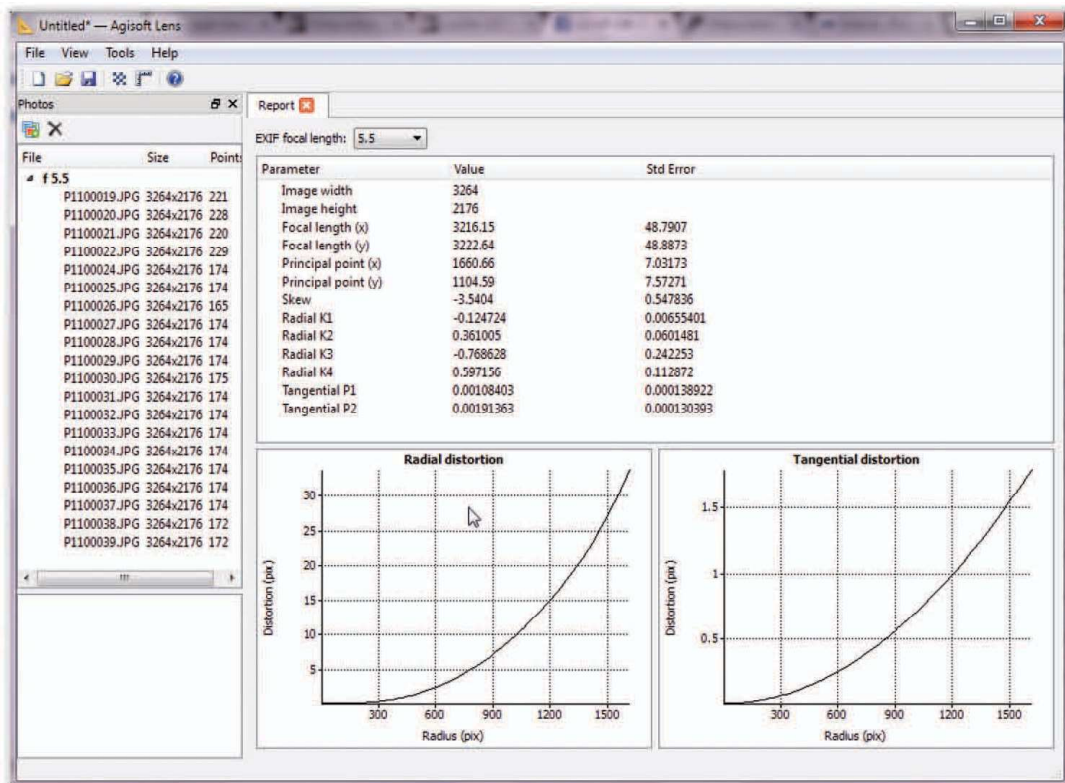 Untitled* — Agisoft Lens
File View Tools Help
Photos
File Size Points
f 5.5
P1100019.JPG 3264x2176 221
P1100020.JPG 3264x2176 228
P1100021.JPG 3264x2176 220
P1100022.JPG 3264x2176 229
P1100024.JPG 3264x2176 174
P1100025.JPG 3264x2176 174
P1100026.JPG 3264x2176 165
P1100027.JPG 3264x2176 174
P1100028.JPG 3264x2176 174
P1100029.JPG 3264x2176 174
P1100030.JPG 3264x2176 175
P1100031.JPG 3264x2176 174
P1100032.JPG 3264x2176 174
P1100033.JPG 3264x2176 174
P1100034.JPG 3264x2176 174
P1100035.JPG 3264x2176 174
P1100036.JPG 3264x2176 174
P1100037.JPG 3264x2176 174
P1100038.JPG 3264x2176 172
P1100039.JPG 3264x2176 172
Report
EXIF focal length: 5.5
Parameter Value Std Error
Image width 3264
Image height 2176
Focal length (x) 3216.15 48.7907
Focal length (y) 3222.64 48.8873
Principal point (x) 1660.66 7.03173
Principal point (y) 1104.59 7.57271
Skew -3.5404 0.547836
Radial K1 -0.124724 0.00655401
Radial K2 0.361005 0.0601481
Radial K3 -0.768628 0.242253
Radial K4 0.597156 0.112872
Tangential P1 0.00108403 0.000138922
Tangential P2 0.00191363 0.000130393
Radial distortion
30
25
20
15
10
5
Distortion (pix)
300 600 900 1200 1500
Radius (pix)
Tangential distortion
1.5
1
0.5
Distortion (pix)
300 600 900 1200 1500
Radius (pix)